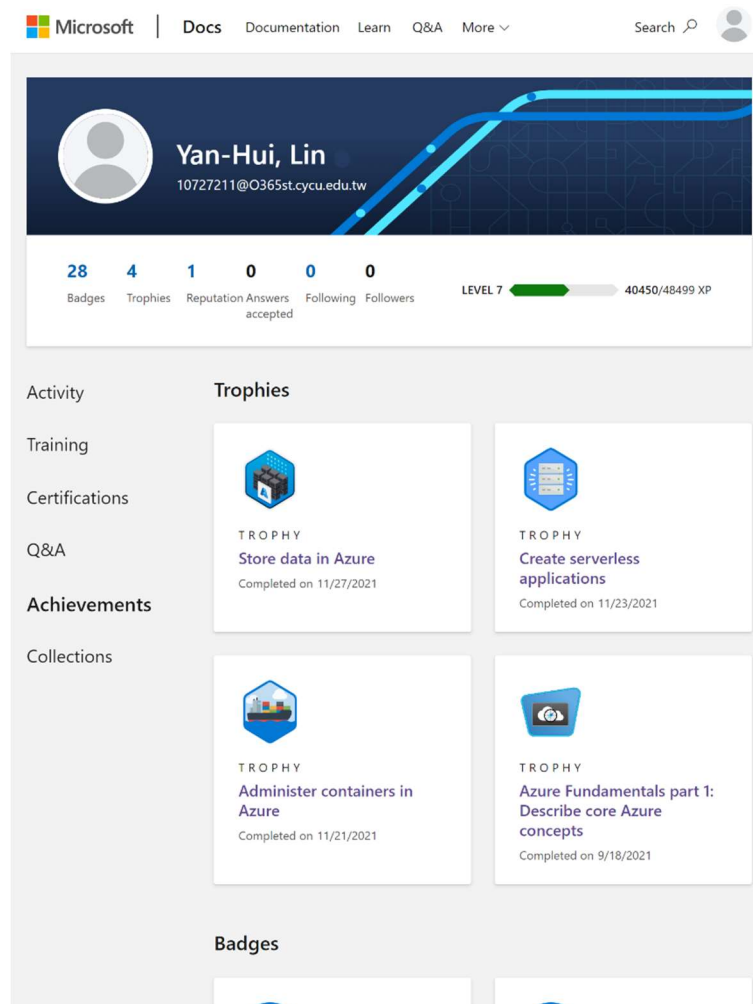 Microsoft | Docs Documentation Learn Q&A More Search
Yan-Hui, Lin
10727211@O365st.cycu.edu.tw
28 4 1 0 0 0
Badges Trophies Reputation Answers accepted Following Followers
LEVEL 7 40450/48499 XP
Activity
Training
Certifications
Q&A
Achievements
Collections
Trophies
TROPHY
Store data in Azure
Completed on 11/27/2021
TROPHY
Create serverless
applications
Completed on 11/23/2021
TROPHY
Administer containers in
Azure
Completed on 11/21/2021
TROPHY
Azure Fundamentals part 1:
Describe core Azure
concepts
Completed on 9/18/2021
Badges